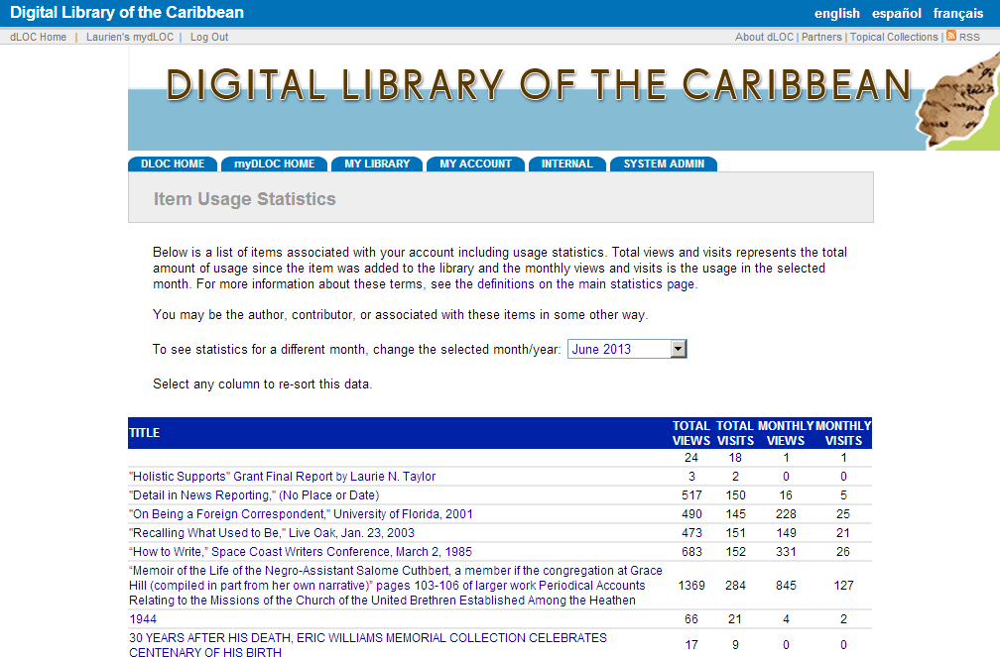 Digital Library of the Caribbean english español français
dLOC Home | Laurien's myDLOC | Log Out About dLOC | Partners | Topical Collections | RSS
DIGITAL LIBRARY OF THE CARIBBEAN
DLOC HOME myDLOC HOME MY LIBRARY MY ACCOUNT INTERNAL SYSTEM ADMIN
Item Usage Statistics
Below is a list of items associated with your account including usage statistics. Total views and visits represents the total
amount of usage since the item was added to the library and the monthly views and visits is the usage in the selected
month. For more information about these terms, see the definitions on the main statistics page.
You may be the author, contributor, or associated with these items in some other way.
To see statistics for a different month, change the selected month/year: June 2013
Select any column to re-sort this data.
TITLE TOTAL VIEWS TOTAL VISITS MONTHLY VIEWS MONTHLY VISITS
24 18 1 1
"Holistic Supports" Grant Final Report by Laurie N. Taylor 3 2 0 0
"Detail in News Reporting," (No Place or Date) 517 150 16 5
"On Being a Foreign Correspondent," University of Florida, 2001 490 145 228 25
"Recalling What Used to Be," Live Oak, Jan. 23, 2003 473 151 149 21
“How to Write,” Space Coast Writers Conference, March 2, 1985 683 152 331 26
“Memoir of the Life of the Negro-Assistant Salome Cuthbert, a member if the congregation at Grace
Hill (compiled in part from her own narrative)” pages 103-106 of larger work Periodical Accounts 1369 284 845 127
Relating to the Missions of the Church of the United Brethren Established Among the Heathen
1944 66 21 4 2
30 YEARS AFTER HIS DEATH, ERIC WILLIAMS MEMORIAL COLLECTION CELEBRATES
CENTENARY OF HIS BIRTH 17 9 0 0